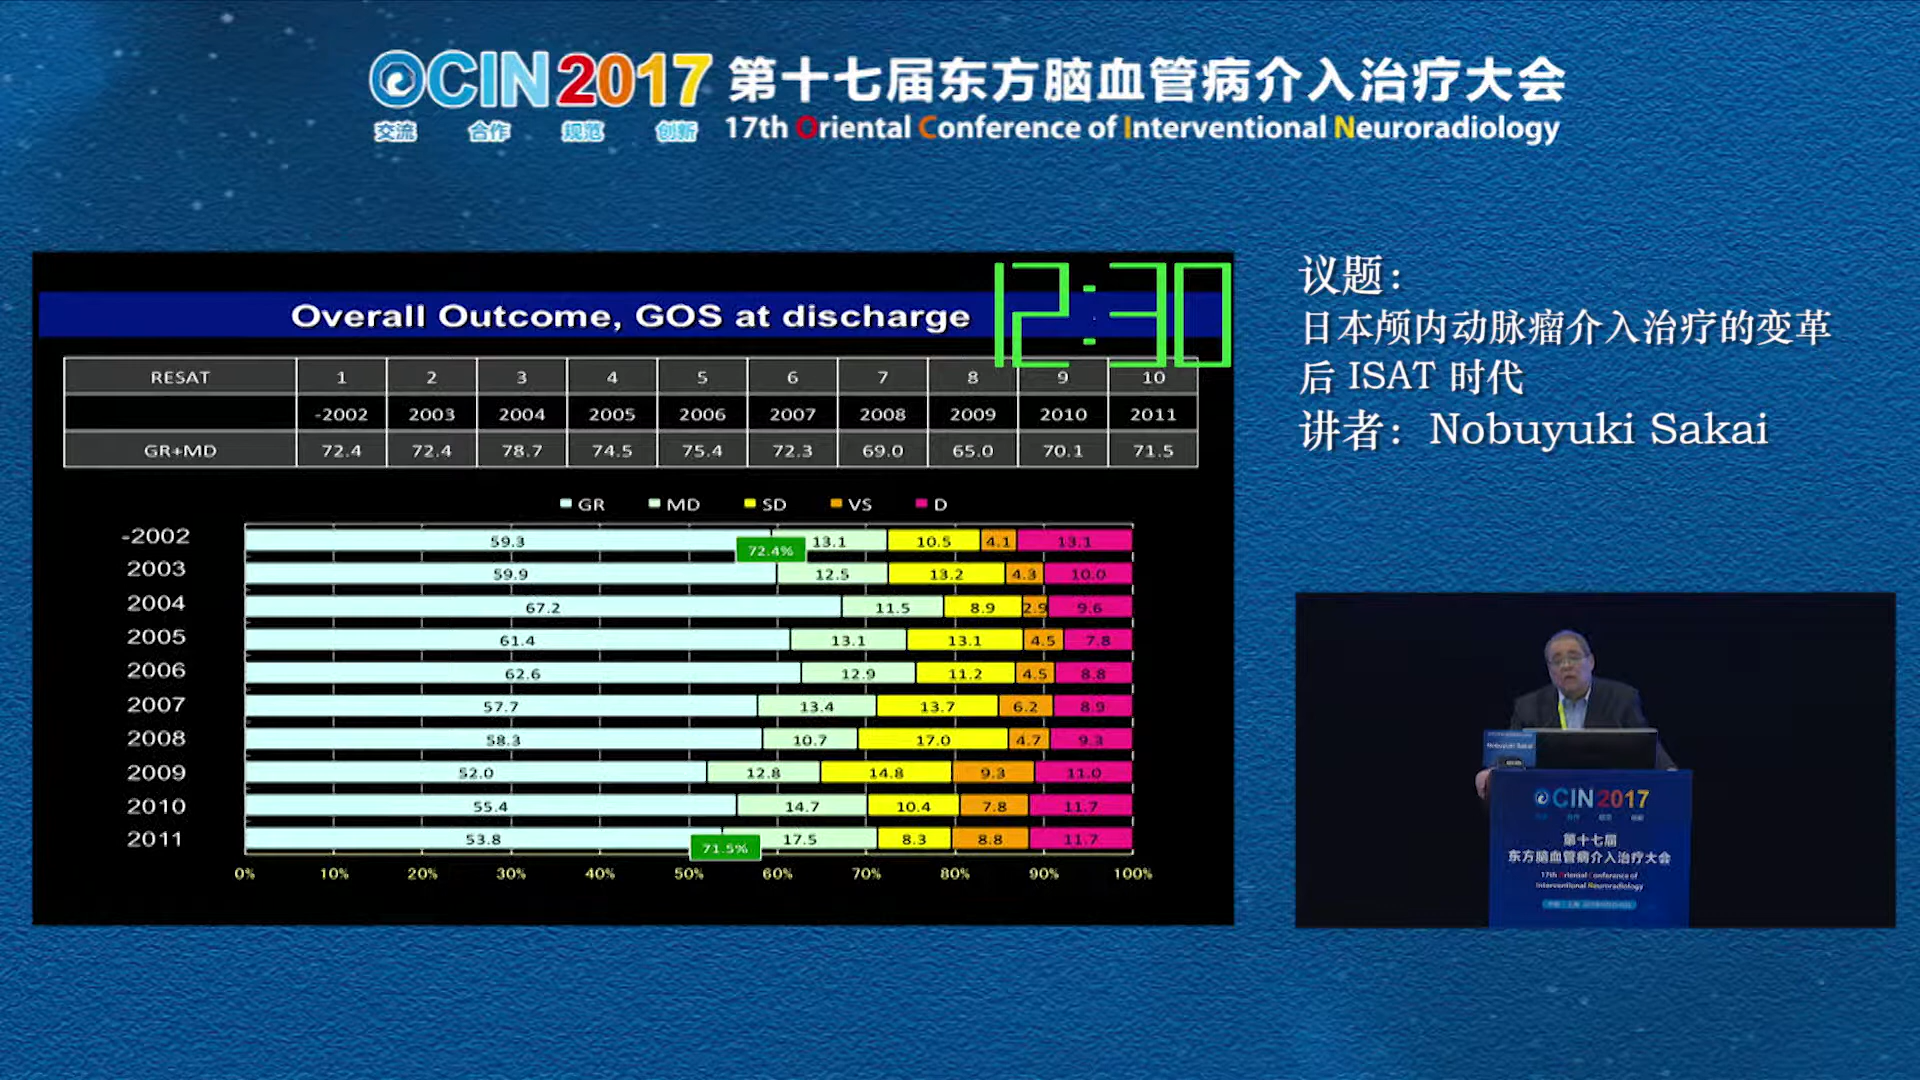 OCIN 2017 第十七届东方脑血管病介入治疗大会
交流 合作 规范 创新 17th Oriental Conference of Interventional Neuroradiology
12:30
Overall Outcome, GOS at discharge
RESAT 1 2 3 4 5 6 7 8 9 10
-2002 2003 2004 2005 2006 2007 2008 2009 2010 2011
GR+MD 72.4 72.4 78.7 74.5 75.4 72.3 69.0 65.0 70.1 71.5
GR MD SD VS D
-2002 59.3 13.1 10.5 4.1 13.1
72.4%
2003 59.9 12.5 13.2 4.3 10.0
2004 67.2 11.5 8.9 2.9 9.6
2005 61.4 13.1 13.1 4.5 7.8
2006 62.6 12.9 11.2 4.5 8.8
2007 57.7 13.4 13.7 6.2 8.9
2008 58.3 10.7 17.0 4.7 9.3
2009 52.0 12.8 14.8 9.3 11.0
2010 55.4 14.7 10.4 7.8 11.7
2011 53.8 17.5 8.3 8.8 11.7
71.5%
0% 10% 20% 30% 40% 50% 60% 70% 80% 90% 100%
议题：
日本颅内动脉瘤介入治疗的变革
后 ISAT 时代
讲者：Nobuyuki Sakai
Nobuyuki Sakai
OCIN 2017
第十七届
东方脑血管病介入治疗大会
17th Oriental Conference of
Interventional Neuroradiology